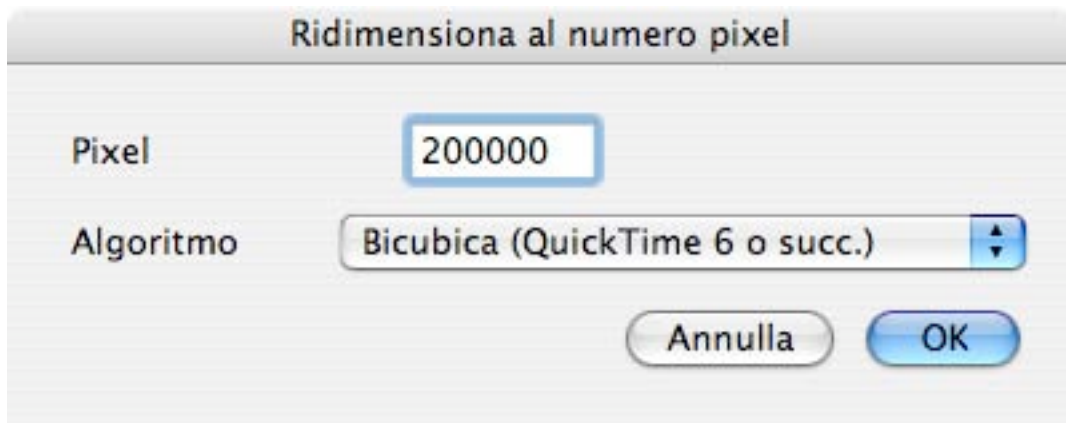 Ridimensiona al numero pixel
Pixel 200000
Algoritmo Bicubica (QuickTime 6 o succ.)
Annulla OK